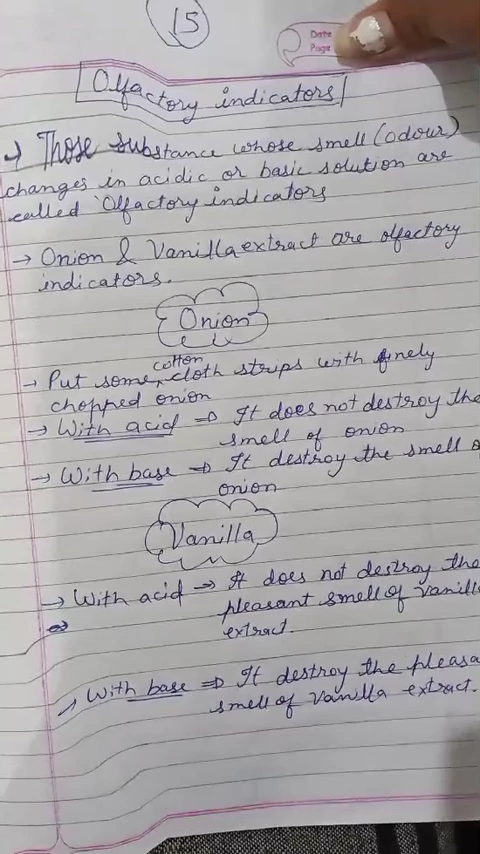 15
Date
Page
Olfactory indicators
→ Those substance whose smell (odour)
changes in acidic or basic solution are
called Olfactory indicators
→ Onion & Vanilla extract are olfactory
indicators.
Onion
cotton
→ Put some cloth strips with finely
chopped onion
→ With acid ⇒ It does not destroy the
smell of onion
→ With base ⇒ It destroy the smell
onion
Vanilla
→ With acid → It does not destroy the
pleasant smell of vanill
extract.
→ With base ⇒ It destroy the pleasa
smell of vanilla extract.